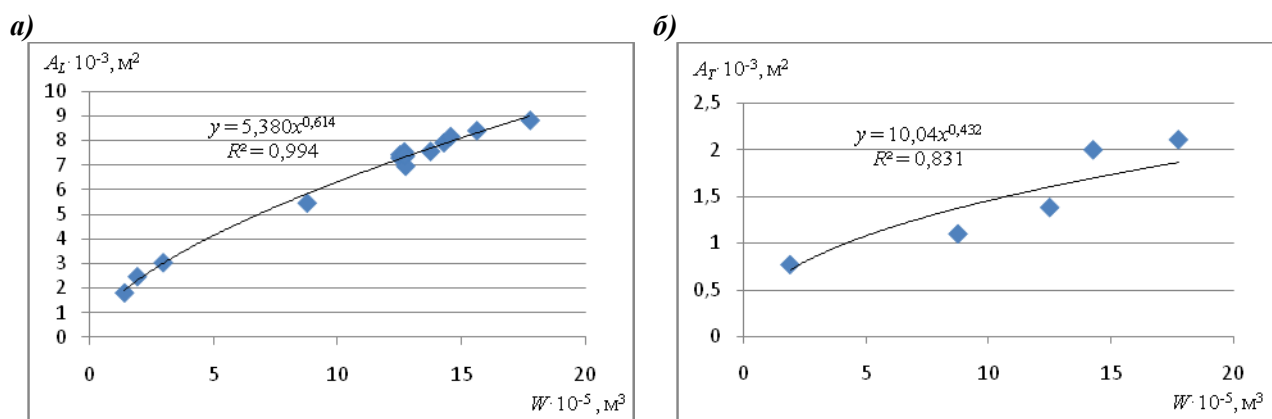 а)
A_L · 10⁻³, м²
10
9
8
7
6
5
4
3
2
1
0
y = 5,380x^0,614
R² = 0,994
0 5 10 15 20
W · 10⁻⁵, м³
б)
A_T · 10⁻³, м²
2,5
2
1,5
1
0,5
0
y = 10,04x^0,432
R² = 0,831
0 5 10 15 20
W · 10⁻⁵, м³